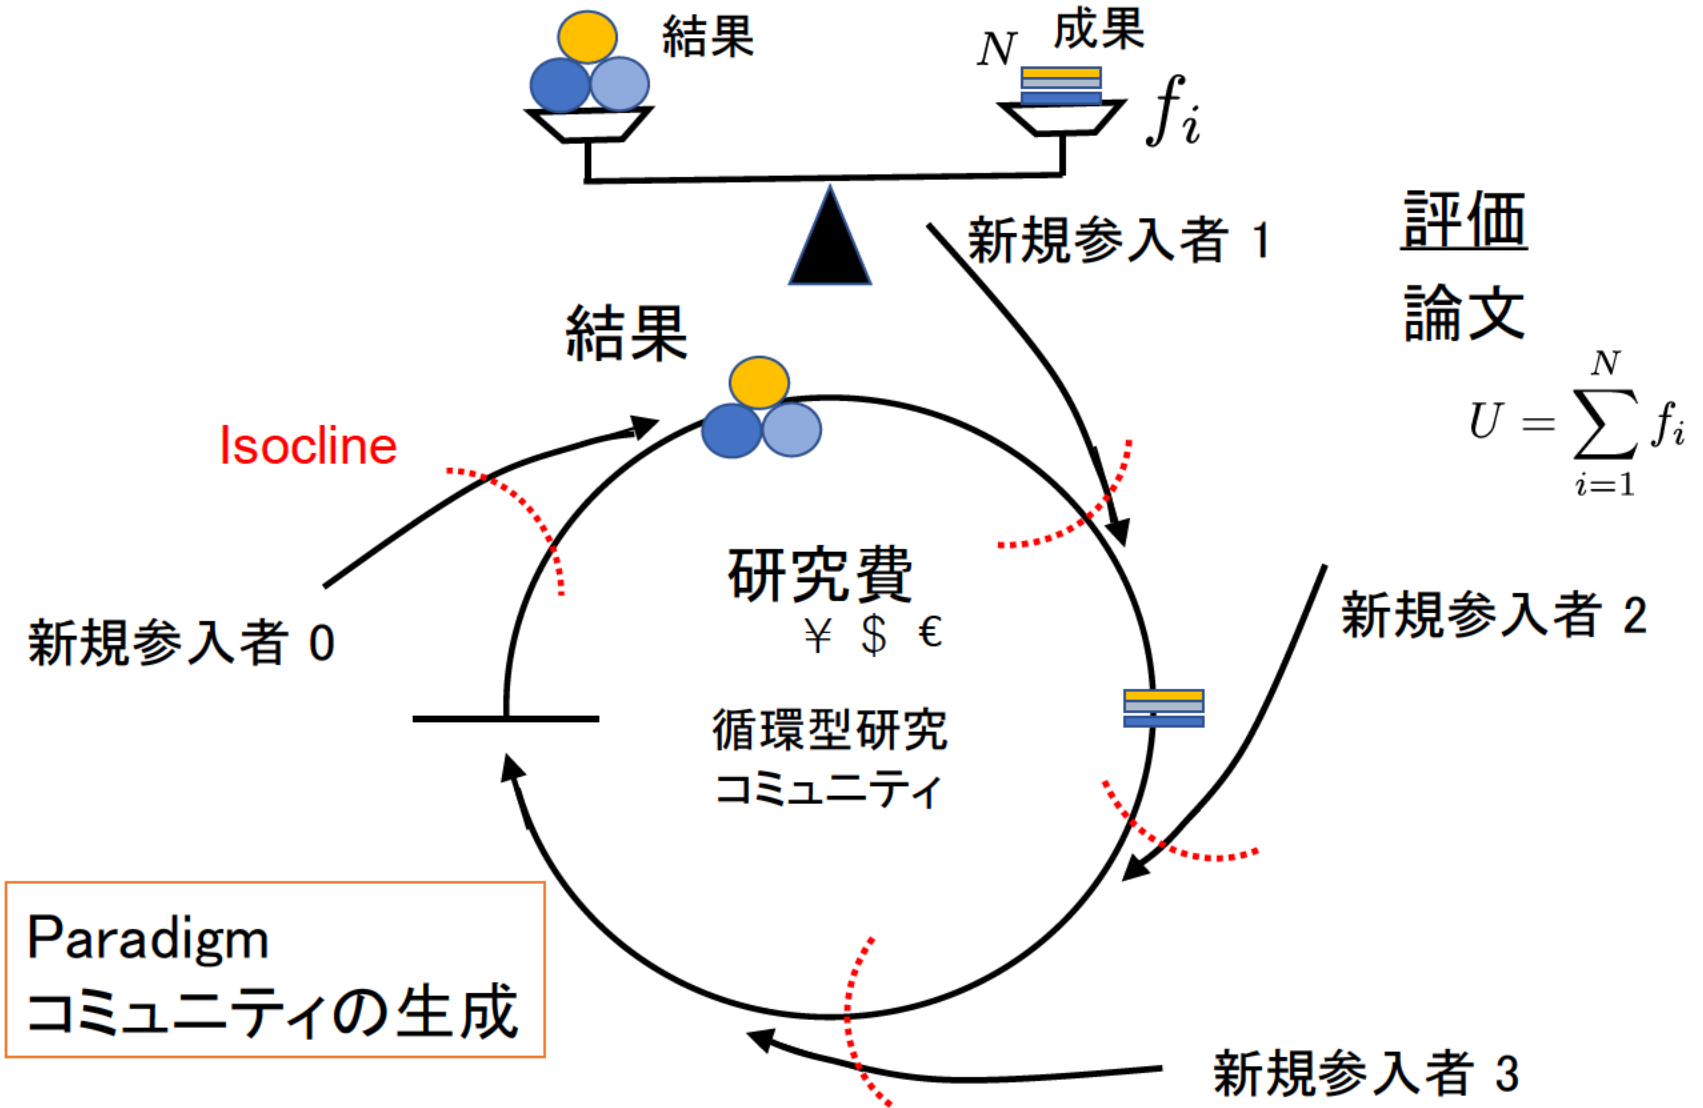 結果
成果
N
f_i
新規参入者 1
評価
論文
U = \sum_{i=1}^{N} f_i
結果
Isocline
研究費
¥ $ €
新規参入者 0
新規参入者 2
循環型研究
コミュニティ
Paradigm
コミュニティの生成
新規参入者 3